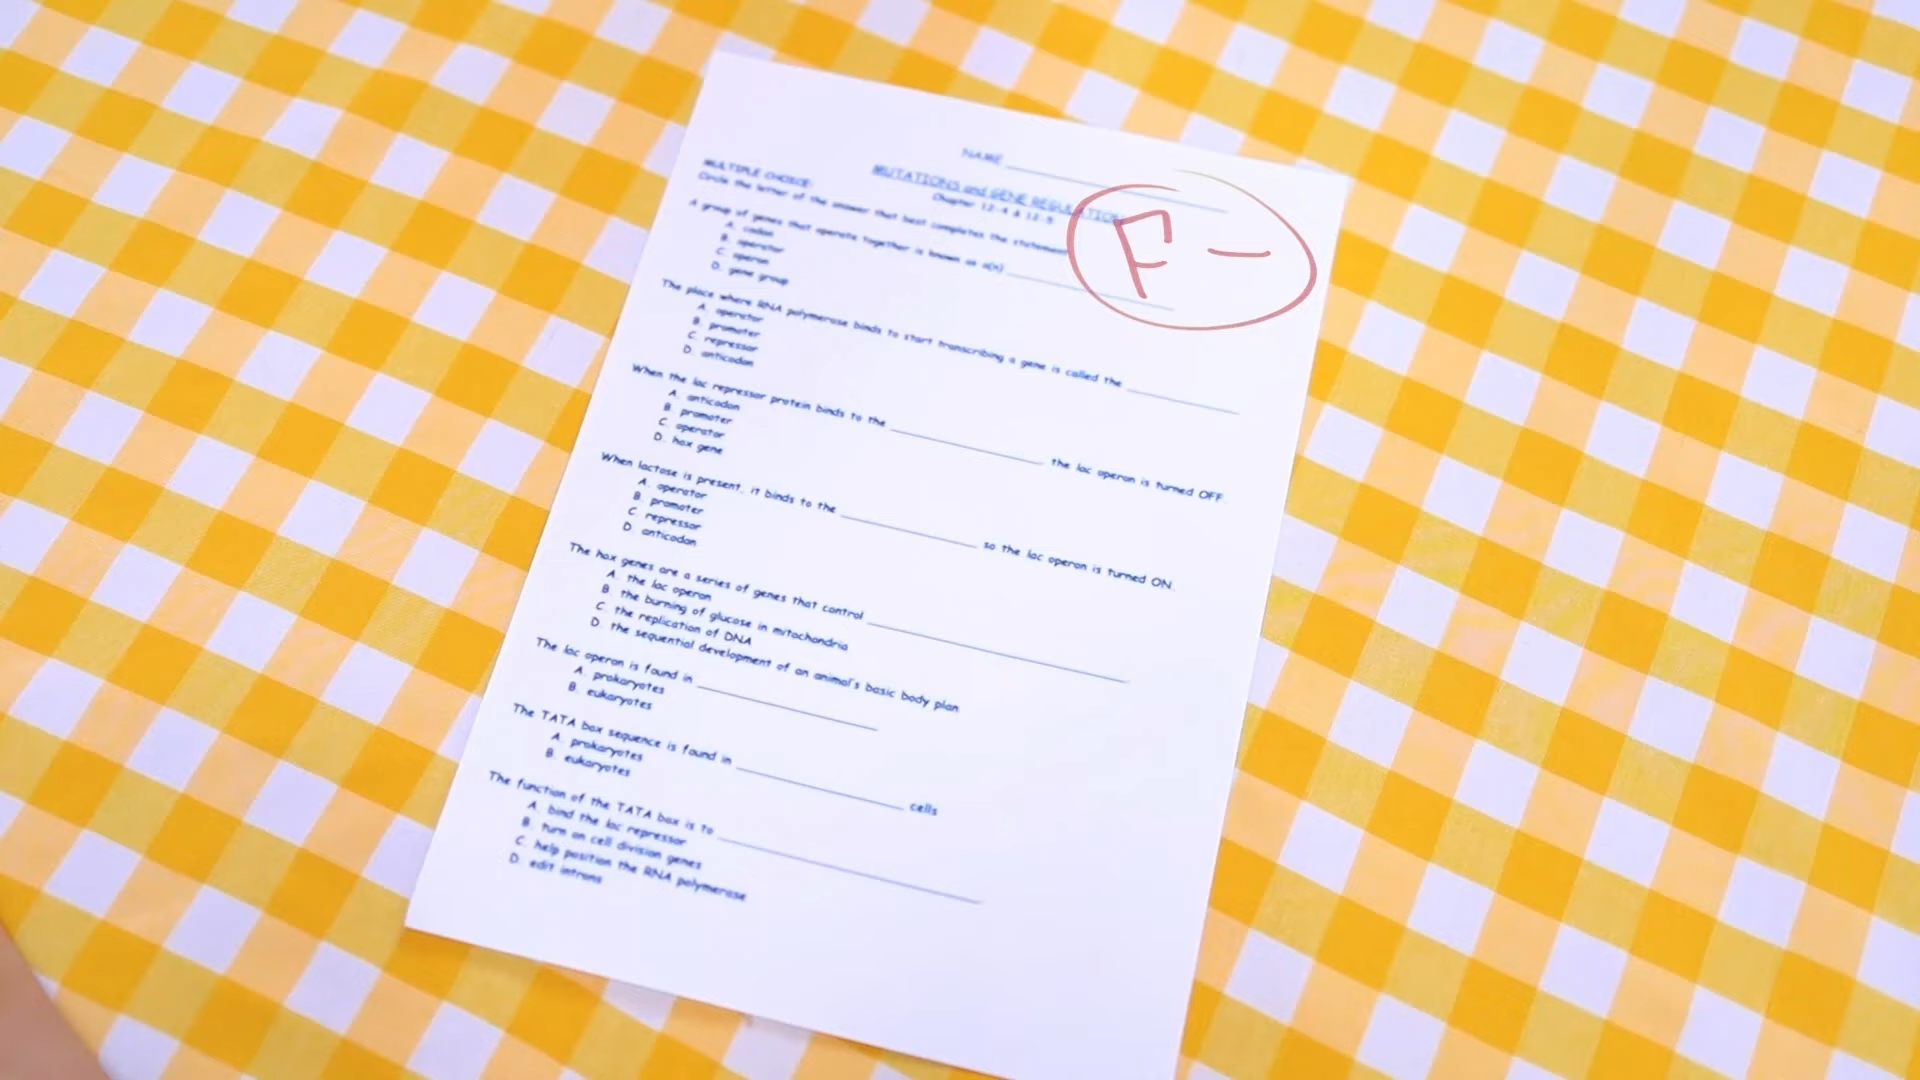 NAME
MUTATIONS and GENE REGULATION
Chapter 12-4 & 12-5
F-
MULTIPLE CHOICE:
Circle the letter of the answer that best completes the statement
A group of genes that operate together is known as a(n)
A. codon
B. operator
C. operon
D. gene group
The place where RNA polymerase binds to start transcribing a gene is called the
A. operator
B. promoter
C. repressor
D. anticodon
When the lac repressor protein binds to the ____ the lac operon is turned OFF.
A. anticodon
B. promoter
C. operator
D. hox gene
When lactose is present, it binds to the ____ so the lac operon is turned ON.
A. operator
B. promoter
C. repressor
D. anticodon
The hox genes are a series of genes that control
A. the lac operon
B. the burning of glucose in mitochondria
C. the replication of DNA
D. the sequential development of an animal's basic body plan
The lac operon is found in
A. prokaryotes
B. eukaryotes
The TATA box sequence is found in ____ cells
A. prokaryotes
B. eukaryotes
The function of the TATA box is to
A. bind the lac repressor
B. turn on cell division genes
C. help position the RNA polymerase
D. edit introns